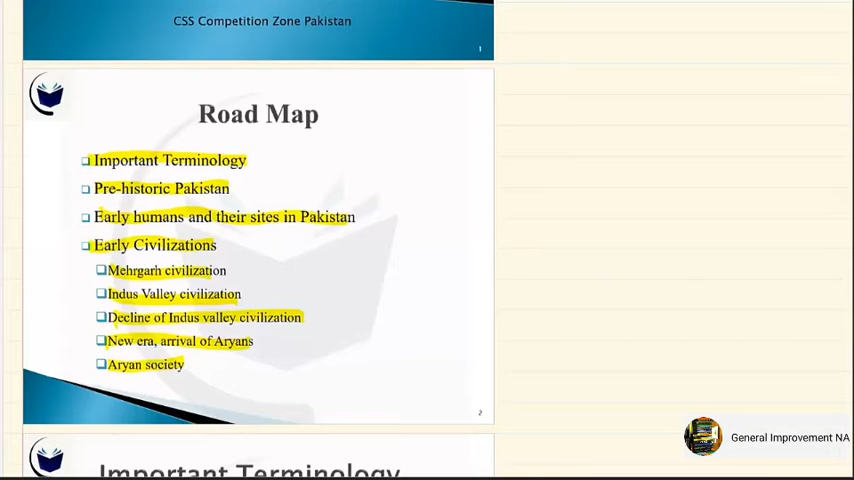 CSS Competition Zone Pakistan
1
Road Map
Important Terminology
Pre-historic Pakistan
Early humans and their sites in Pakistan
Early Civilizations
Mehrgarh civilization
Indus Valley civilization
Decline of Indus valley civilization
New era, arrival of Aryans
Aryan society
2
General Improvement NA
Important Terminology